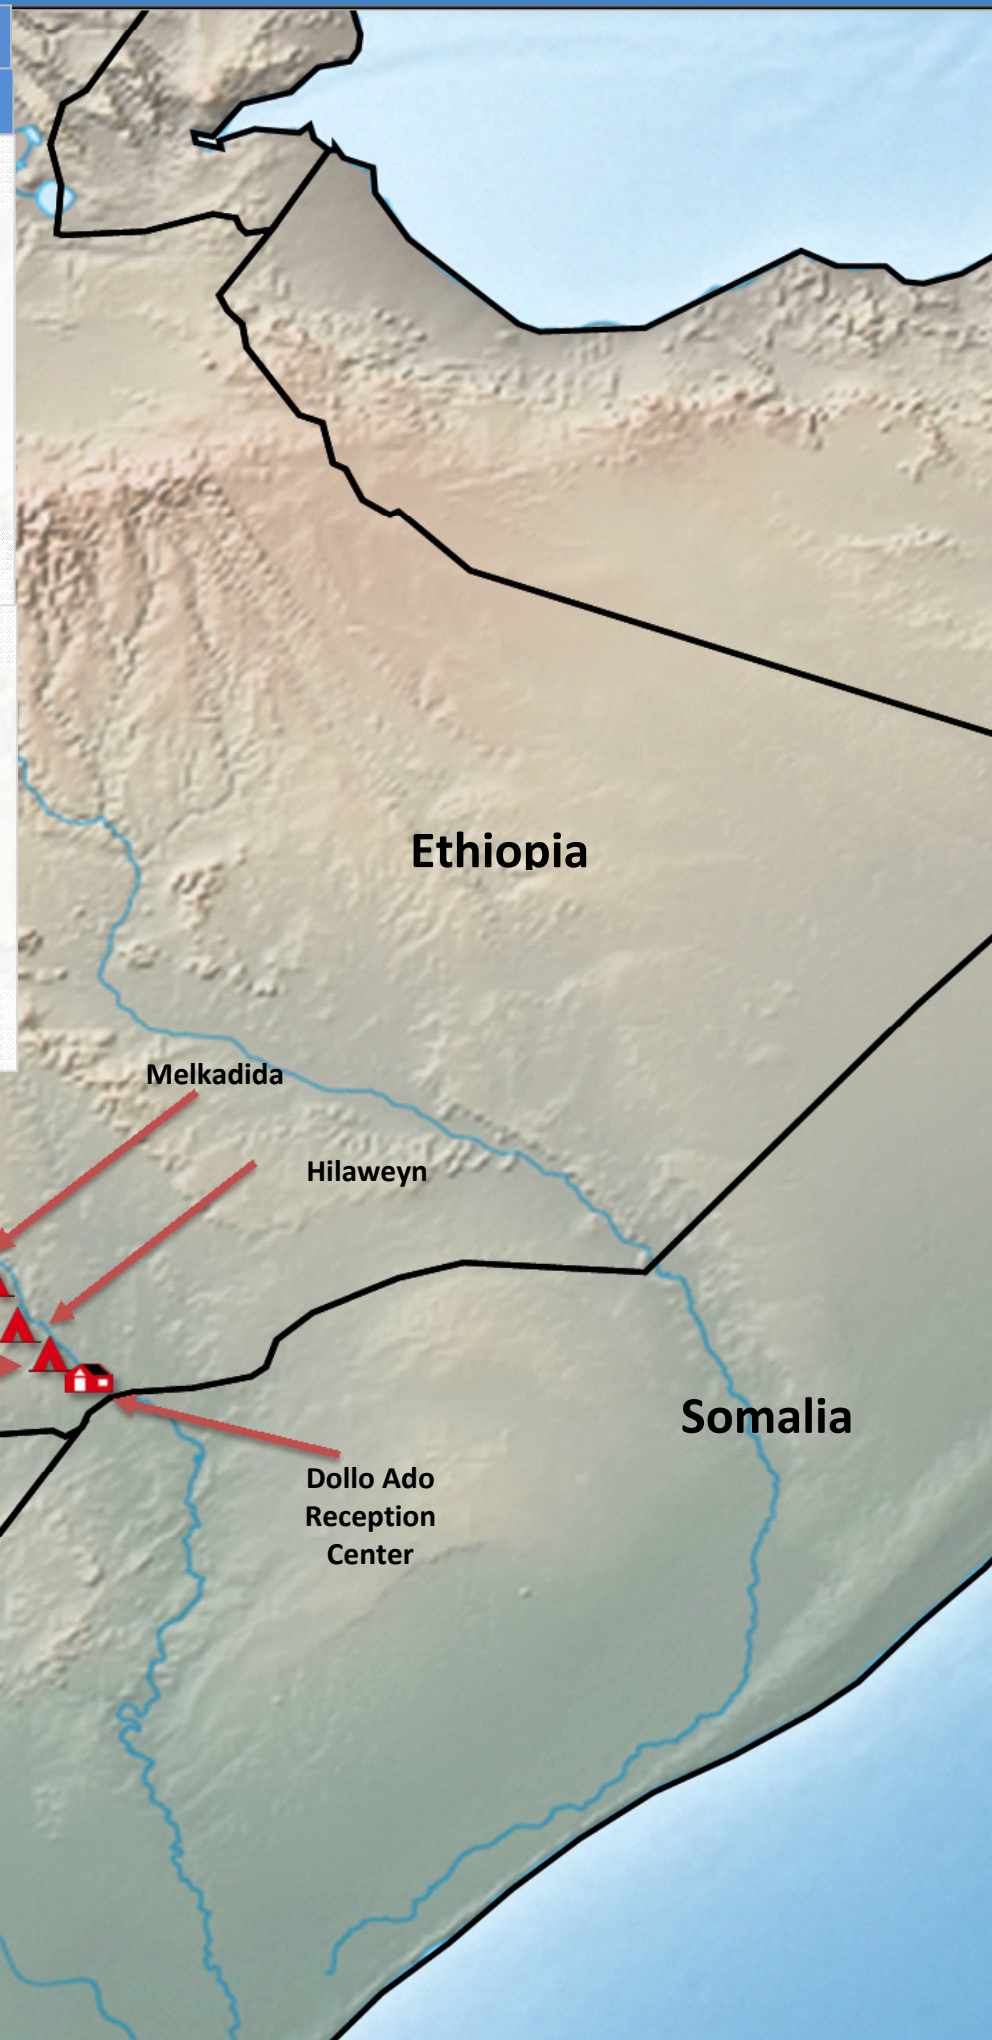 Ethiopia
Melkadida
Hilaweyn
Somalia
Dollo Ado
Reception
Center